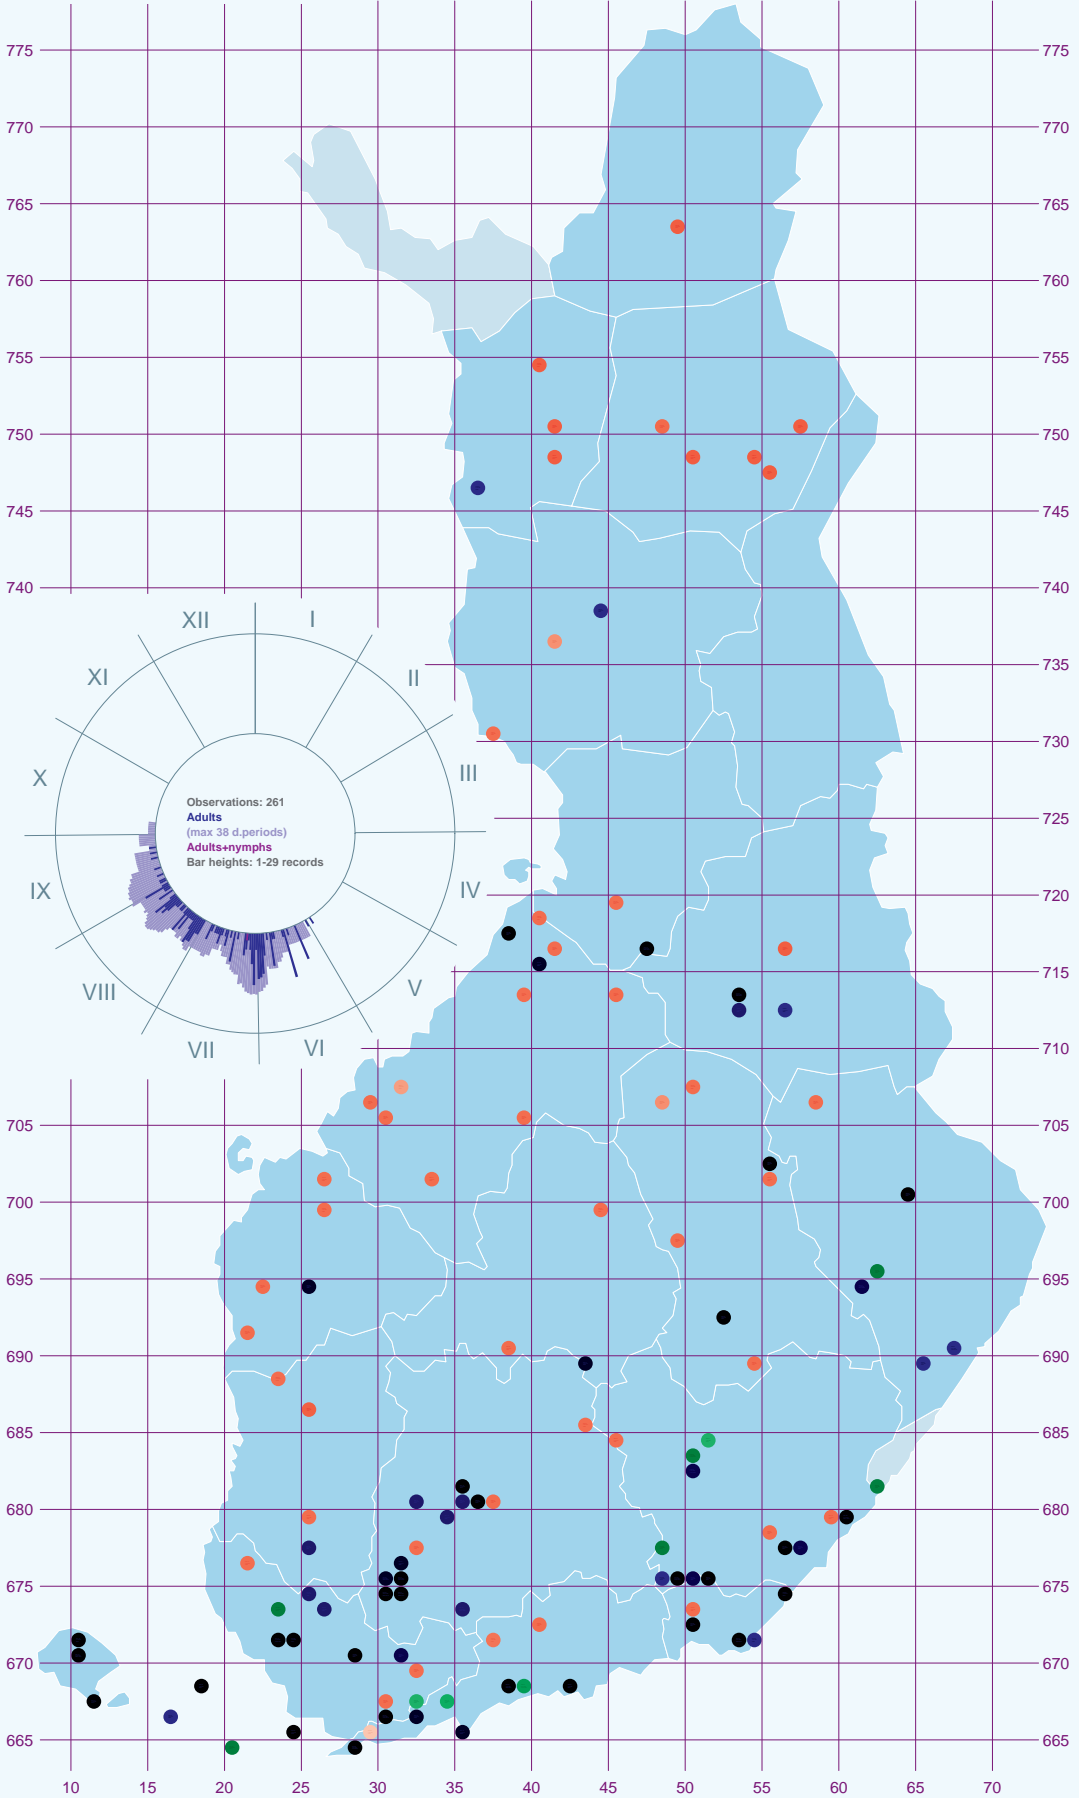 775 775
770 770
765 765
760 760
755 755
750 750
745 745
740 740
XII I
XI II
735 735
730 730
X III
Observations: 261
Adults
(max 38 d.periods)
Adults+nymphs
Bar heights: 1-29 records
725 725
IX IV
720 720
VIII V
715 715
VII VI
710 710
705 705
700 700
695 695
690 690
685 685
680 680
675 675
670 670
665 665
10 15 20 25 30 35 40 45 50 55 60 65 70